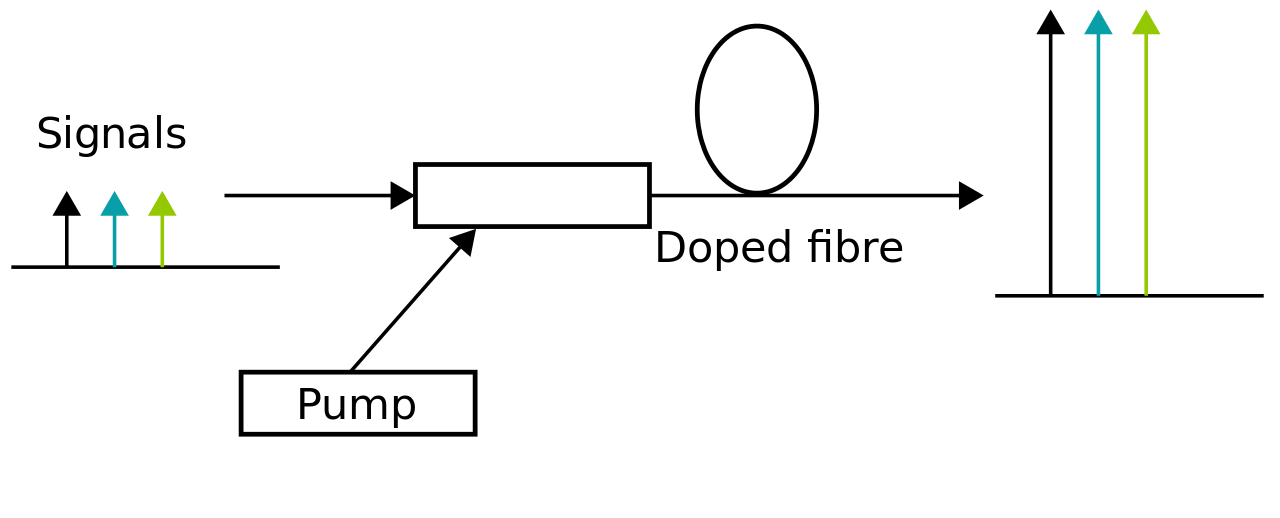 Signals
Doped fibre
Pump